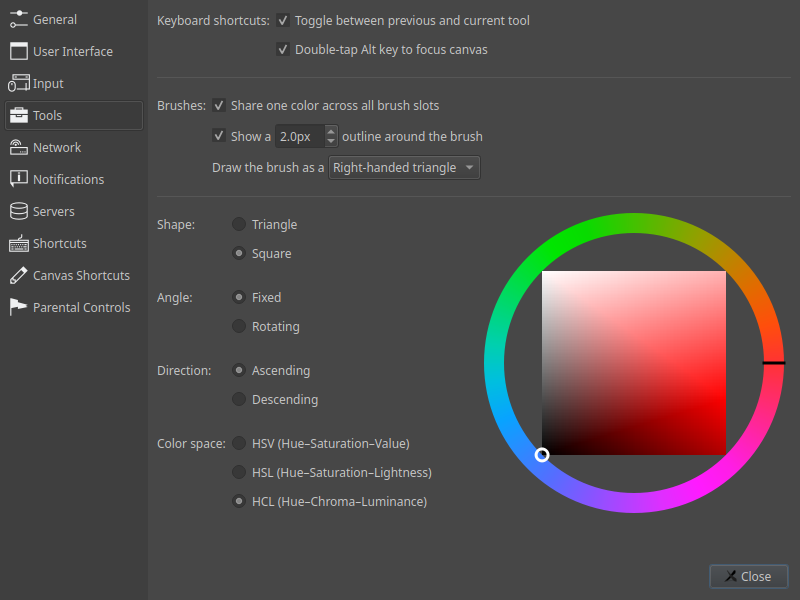 General
User Interface
Input
Tools
Network
Notifications
Servers
Shortcuts
Canvas Shortcuts
Parental Controls
Keyboard shortcuts: Toggle between previous and current tool
Double-tap Alt key to focus canvas
Brushes: Share one color across all brush slots
Show a 2.0px outline around the brush
Draw the brush as a Right-handed triangle
Shape: Triangle
Square
Angle: Fixed
Rotating
Direction: Ascending
Descending
Color space: HSV (Hue–Saturation–Value)
HSL (Hue–Saturation–Lightness)
HCL (Hue–Chroma–Luminance)
Close